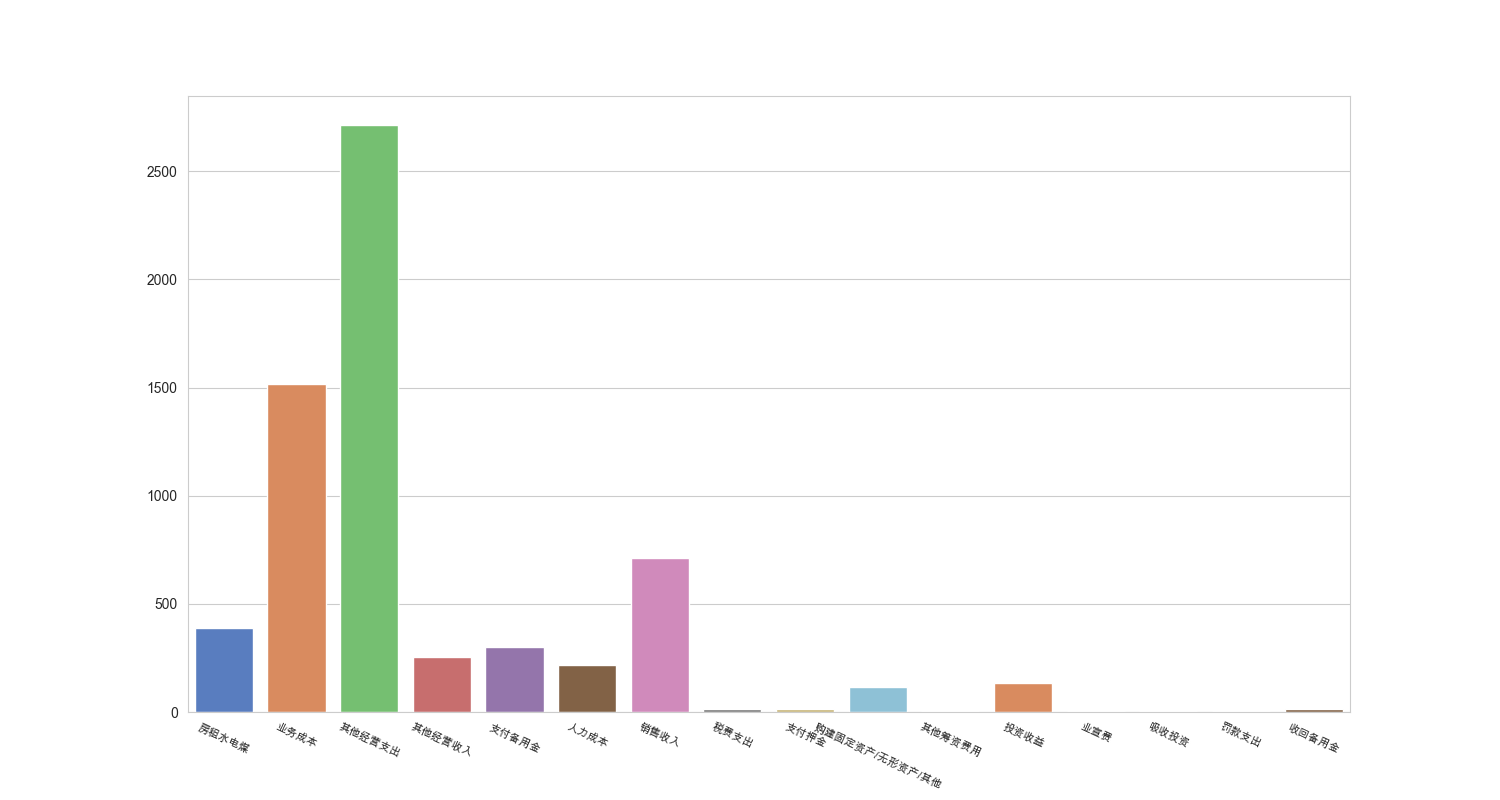 2500
2000
1500
1000
500
0
房租水电煤
业务成本
其他经营支出
其他经营收入
支付备用金
人力成本
销售收入
税费支出
支付押金
购建固定资产/无形资产/其他
其他筹资费用
投资收益
业宣费
吸收投资
罚款支出
收回备用金